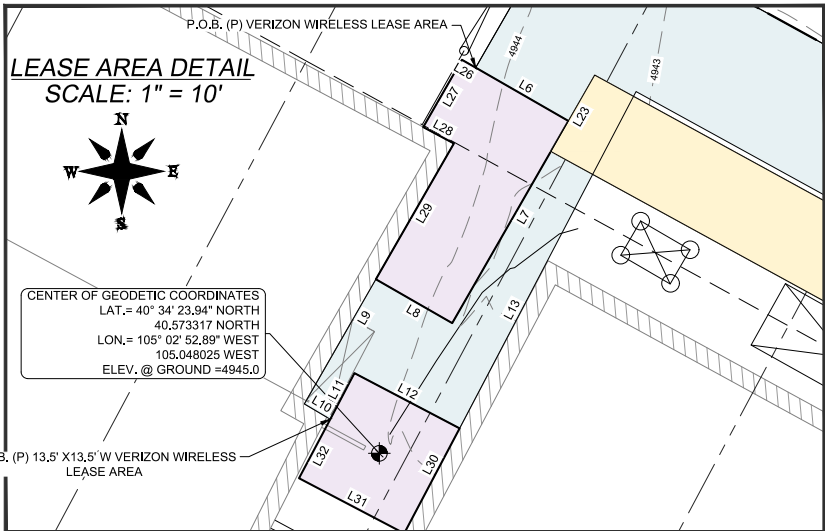 P.O.B. (P) VERIZON WIRELESS LEASE AREA
LEASE AREA DETAIL
SCALE: 1" = 10'
N
W
E
S
L26
L27
L28
L6
4944
4943
L23
L29
L7
L8
L13
L9
CENTER OF GEODETIC COORDINATES
LAT.= 40° 34' 23.94" NORTH
40.573317 NORTH
LON.= 105° 02' 52.89" WEST
105.048025 WEST
ELEV. @ GROUND =4945.0
L11
L10
L12
B. (P) 13.5' X13.5' W VERIZON WIRELESS
LEASE AREA
L32
L30
L31